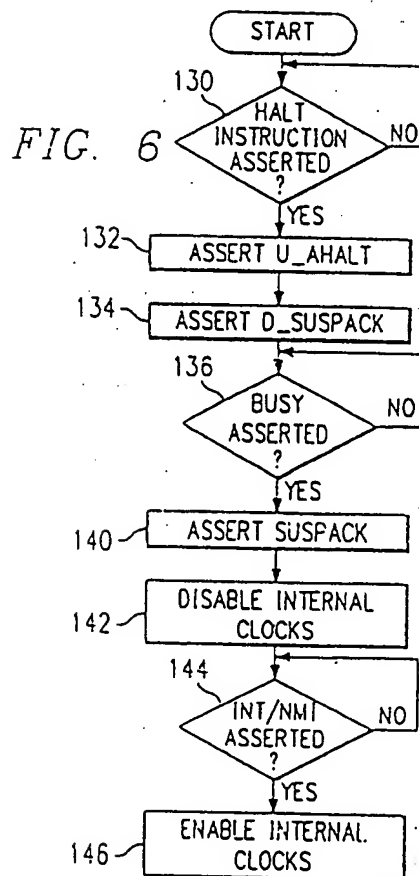 START
130
HALT
INSTRUCTION
ASSERTED
?
NO
FIG. 6
YES
132
ASSERT U_AHALT
134
ASSERT D_SUSPACK
136
BUSY
ASSERTED
?
NO
YES
140
ASSERT SUSPACK
142
DISABLE INTERNAL
CLOCKS
144
INT/NMI
ASSERTED
?
NO
YES
146
ENABLE INTERNAL
CLOCKS